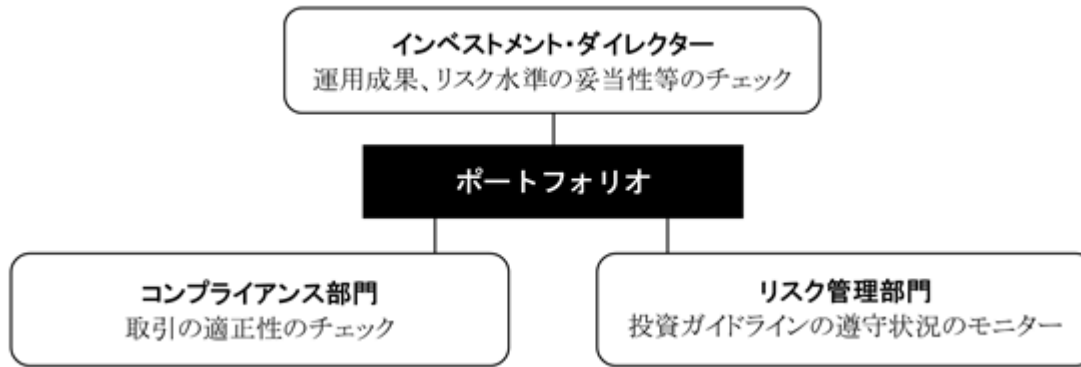 インベストメント・ダイレクター
運用成果、リスク水準の妥当性等のチェック
ポートフォリオ
コンプライアンス部門
取引の適正性のチェック
リスク管理部門
投資ガイドラインの遵守状況のモニター